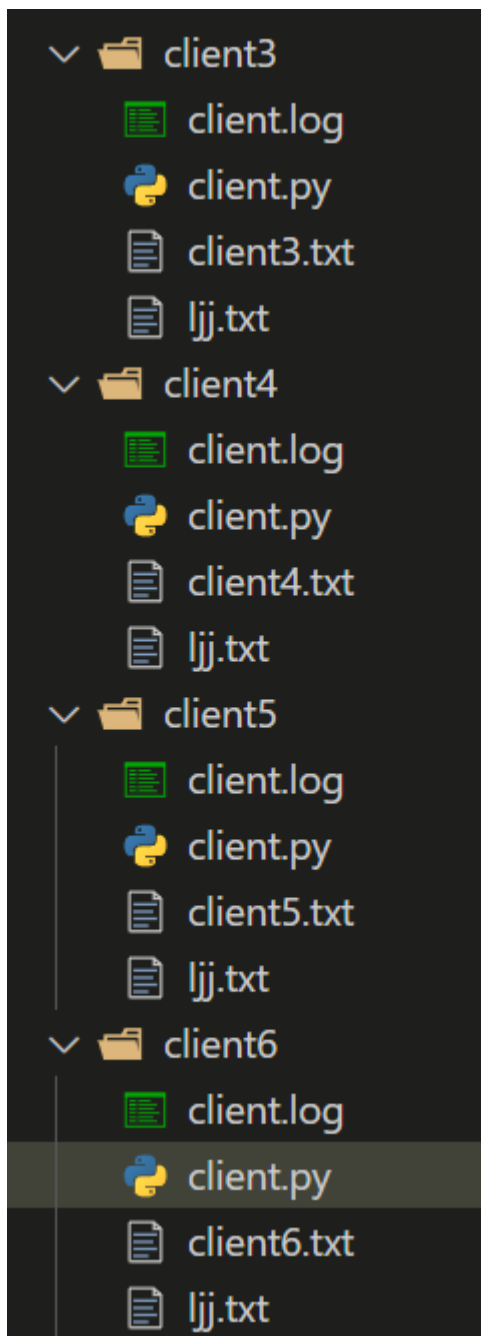 client3
client.log
client.py
client3.txt
ljj.txt
client4
client.log
client.py
client4.txt
ljj.txt
client5
client.log
client.py
client5.txt
ljj.txt
client6
client.log
client.py
client6.txt
ljj.txt